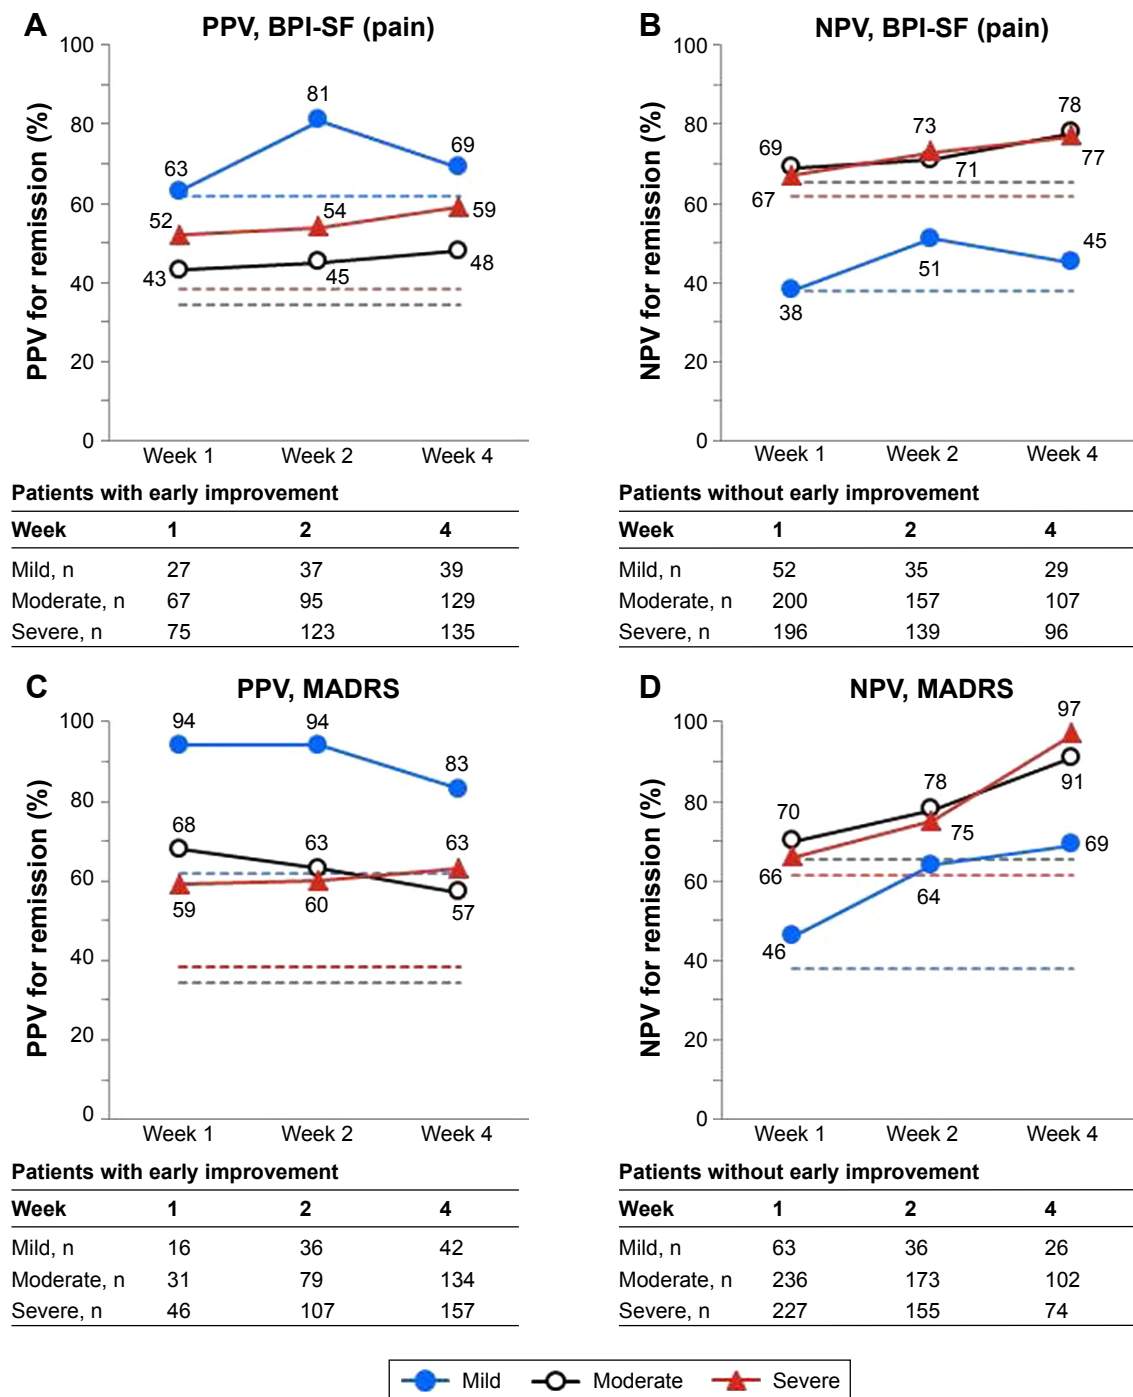 A PPV, BPI-SF (pain)
PPV for remission (%)
100
80
60
40
20
0
63
81
69
52
54
59
43
45
48
Week 1 Week 2 Week 4
Patients with early improvement
Week 1 2 4
Mild, n 27 37 39
Moderate, n 67 95 129
Severe, n 75 123 135
B NPV, BPI-SF (pain)
NPV for remission (%)
100
80
60
40
20
0
69
73
78
67
71
77
38
51
45
Week 1 Week 2 Week 4
Patients without early improvement
Week 1 2 4
Mild, n 52 35 29
Moderate, n 200 157 107
Severe, n 196 139 96
C PPV, MADRS
PPV for remission (%)
100
80
60
40
20
0
94
94
83
68
63
63
59
60
57
Week 1 Week 2 Week 4
Patients with early improvement
Week 1 2 4
Mild, n 16 36 42
Moderate, n 31 79 134
Severe, n 46 107 157
D NPV, MADRS
NPV for remission (%)
100
80
60
40
20
0
70
78
97
66
75
91
46
64
69
Week 1 Week 2 Week 4
Patients without early improvement
Week 1 2 4
Mild, n 63 36 26
Moderate, n 236 173 102
Severe, n 227 155 74
Mild Moderate Severe